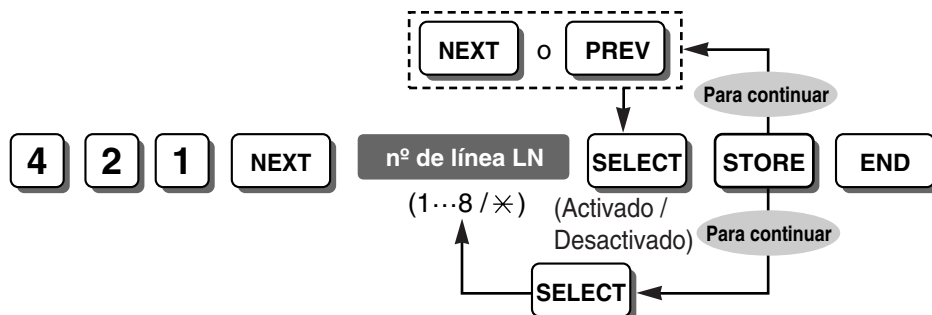 NEXT o PREV
Para continuar
4 2 1 NEXT nº de línea LN SELECT STORE END
(1···8 / ✳) (Activado /
Desactivado) Para continuar
SELECT